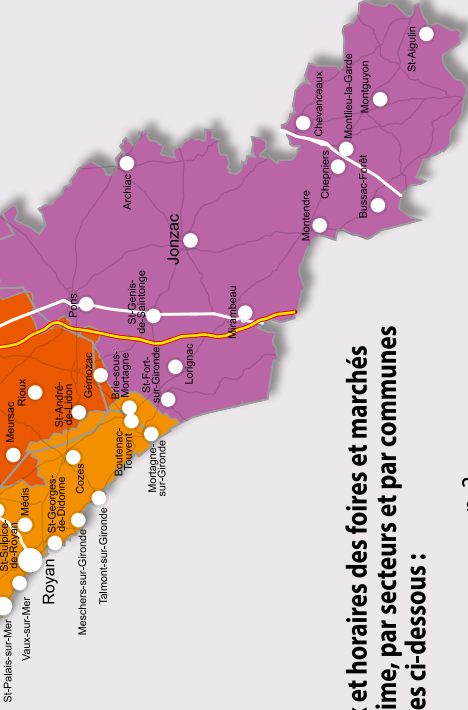 St-Aigulin
Montguyon
Montlieu-la-Garde
Chevanceaux
Chepniers
Bussac-Forêt
Montendre
Archiac
Jonzac
Pons
St-Genis-
de-Saintonge
Mirambeau
St-Fort-
sur-Gironde
Lorignac
Brie-sous-
Mortagne
Gémozac
Rioux
St-André-
de-Lidon
Meursac
Boutenac-
Touvent
Mortagne-
sur-Gironde
Cozes
St-Georges-
de-Didonne
Médis
St-Sulpice-
de-Royan
Royan
Talmont-sur-Gironde
Meschers-sur-Gironde
Vaux-sur-Mer
St-Palais-sur-Mer
et horaires des foires et marchés
ime, par secteurs et par communes
es ci-dessous :